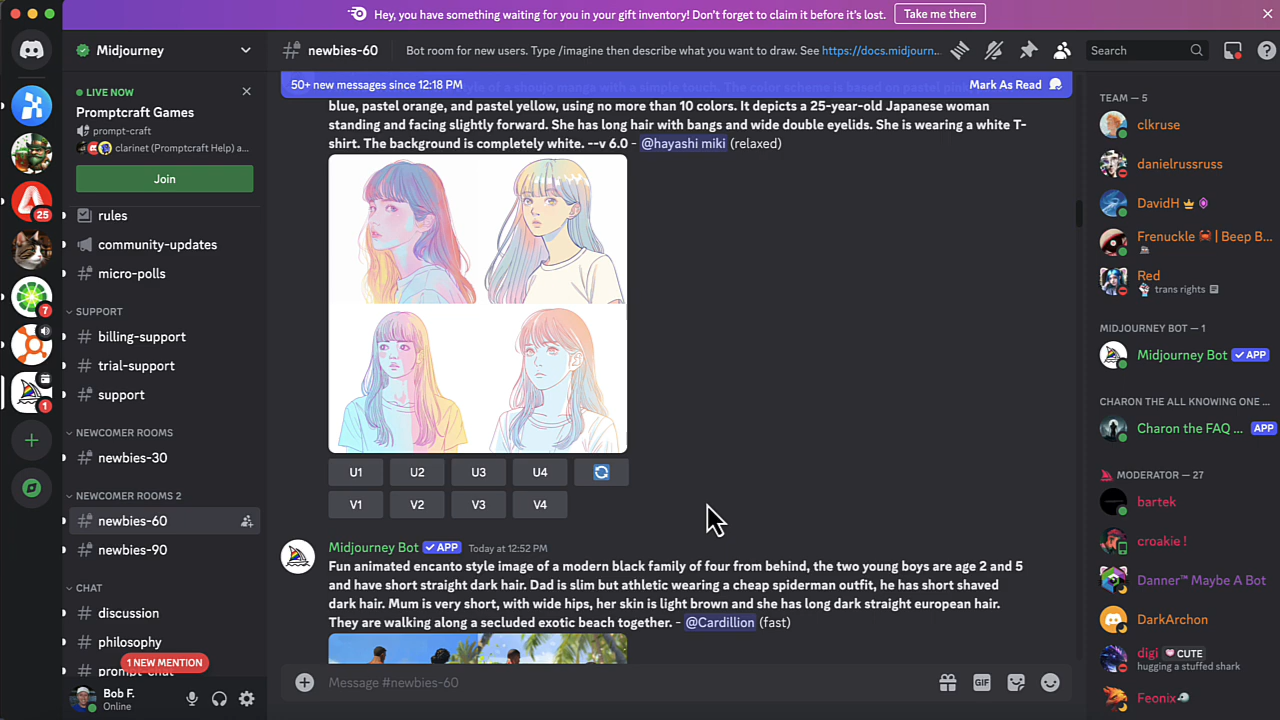 Hey, you have something waiting for you in your gift inventory! Don't forget to claim it before it's lost.
Take me there
Midjourney
newbies-60
Bot room for new users. Type /imagine then describe what you want to draw. See https://docs.midjourn...
Search
LIVE NOW
Promptcraft Games
prompt-craft
clarinet (Promptcraft Help) a...
Join
rules
community-updates
micro-polls
SUPPORT
billing-support
trial-support
support
NEWCOMER ROOMS
newbies-30
NEWCOMER ROOMS 2
newbies-60
newbies-90
CHAT
discussion
philosophy
1 NEW MENTION
Bob F.
Online
25
7
1
50+ new messages since 12:18 PM
Mark As Read
blue, pastel orange, and pastel yellow, using no more than 10 colors. It depicts a 25-year-old Japanese woman
standing and facing slightly forward. She has long hair with bangs and wide double eyelids. She is wearing a white T-
shirt. The background is completely white. --v 6.0 - @hayashi miki (relaxed)
U1 U2 U3 U4
V1 V2 V3 V4
Midjourney Bot APP Today at 12:52 PM
Fun animated encanto style image of a modern black family of four from behind, the two young boys are age 2 and 5
and have short straight dark hair. Dad is slim but athletic wearing a cheap spiderman outfit, he has short shaved
dark hair. Mum is very short, with wide hips, her skin is light brown and she has long dark straight european hair.
They are walking along a secluded exotic beach together. - @Cardillion (fast)
Message #newbies-60
GIF
TEAM — 5
clkruse
danielrussruss
DavidH
Frenuckle | Beep B...
Red
trans rights
MIDJOURNEY BOT — 1
Midjourney Bot APP
CHARON THE ALL KNOWING ONE ...
Charon the FAQ ... APP
MODERATOR — 27
bartek
croakie !
Danner™ Maybe A Bot
DarkArchon
digi CUTE
hugging a stuffed shark
Feonix